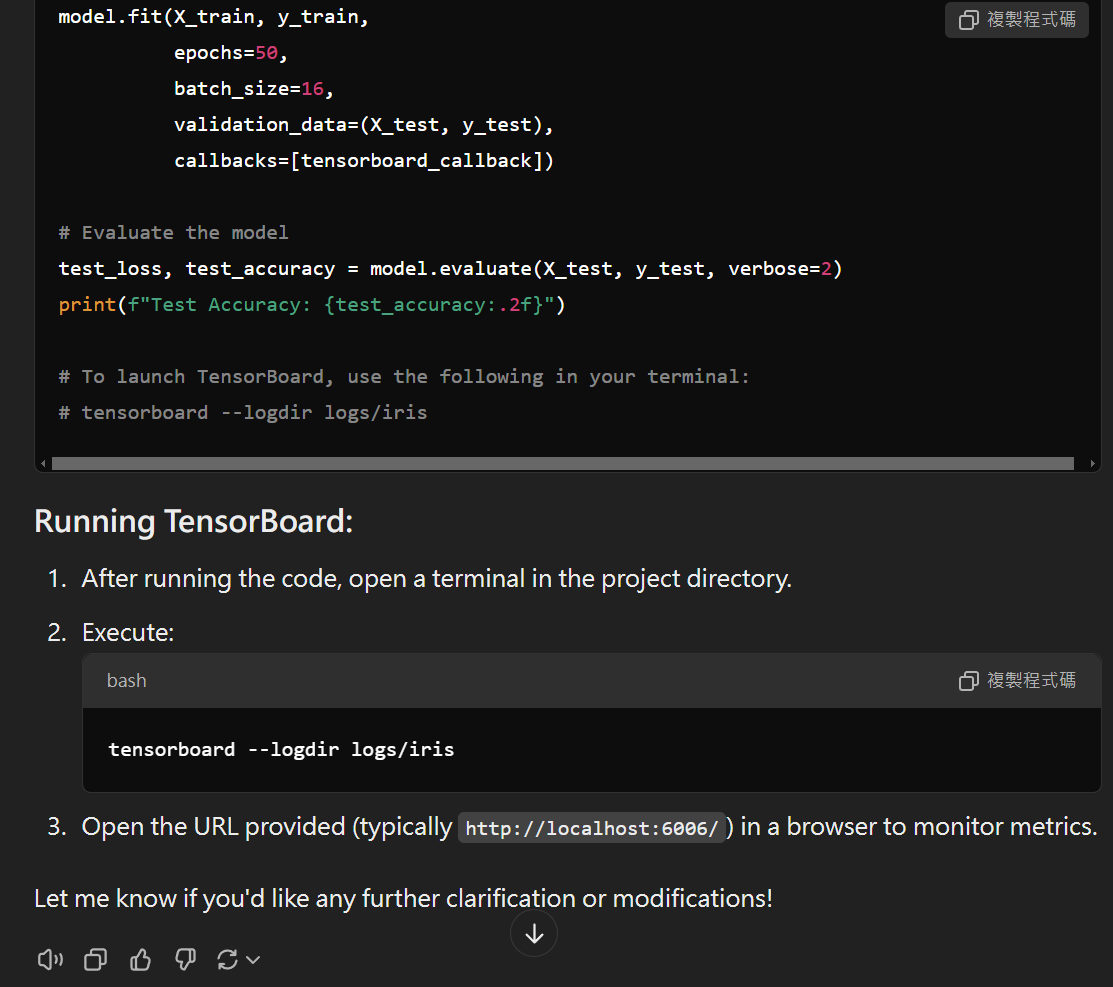 model.fit(X_train, y_train,
複製程式碼
epochs=50,
batch_size=16,
validation_data=(X_test, y_test),
callbacks=[tensorboard_callback])
# Evaluate the model
test_loss, test_accuracy = model.evaluate(X_test, y_test, verbose=2)
print(f"Test Accuracy: {test_accuracy:.2f}")
# To launch TensorBoard, use the following in your terminal:
# tensorboard --logdir logs/iris
Running TensorBoard:
1. After running the code, open a terminal in the project directory.
2. Execute:
bash
複製程式碼
tensorboard --logdir logs/iris
3. Open the URL provided (typically http://localhost:6006/) in a browser to monitor metrics.
Let me know if you'd like any further clarification or modifications!